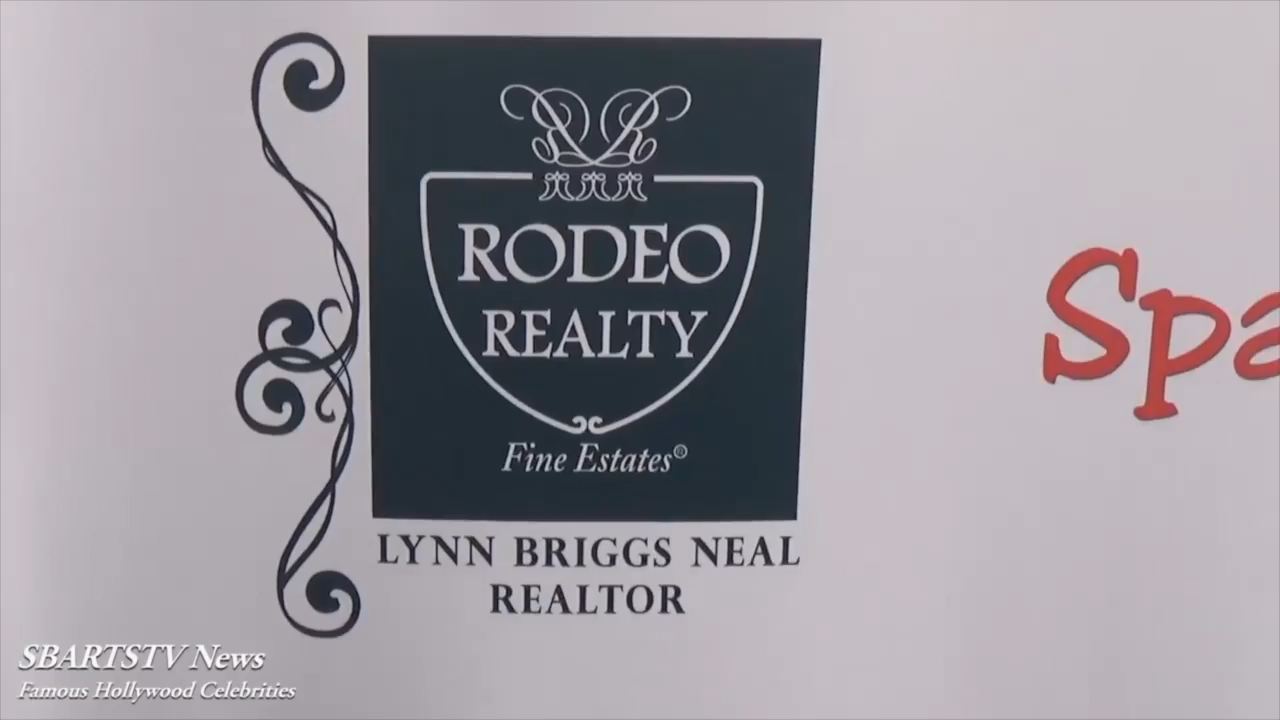 RODEO
REALTY
Fine Estates®
LYNN BRIGGS NEAL
REALTOR
Spa
SBARTSTV News
Famous Hollywood Celebrities